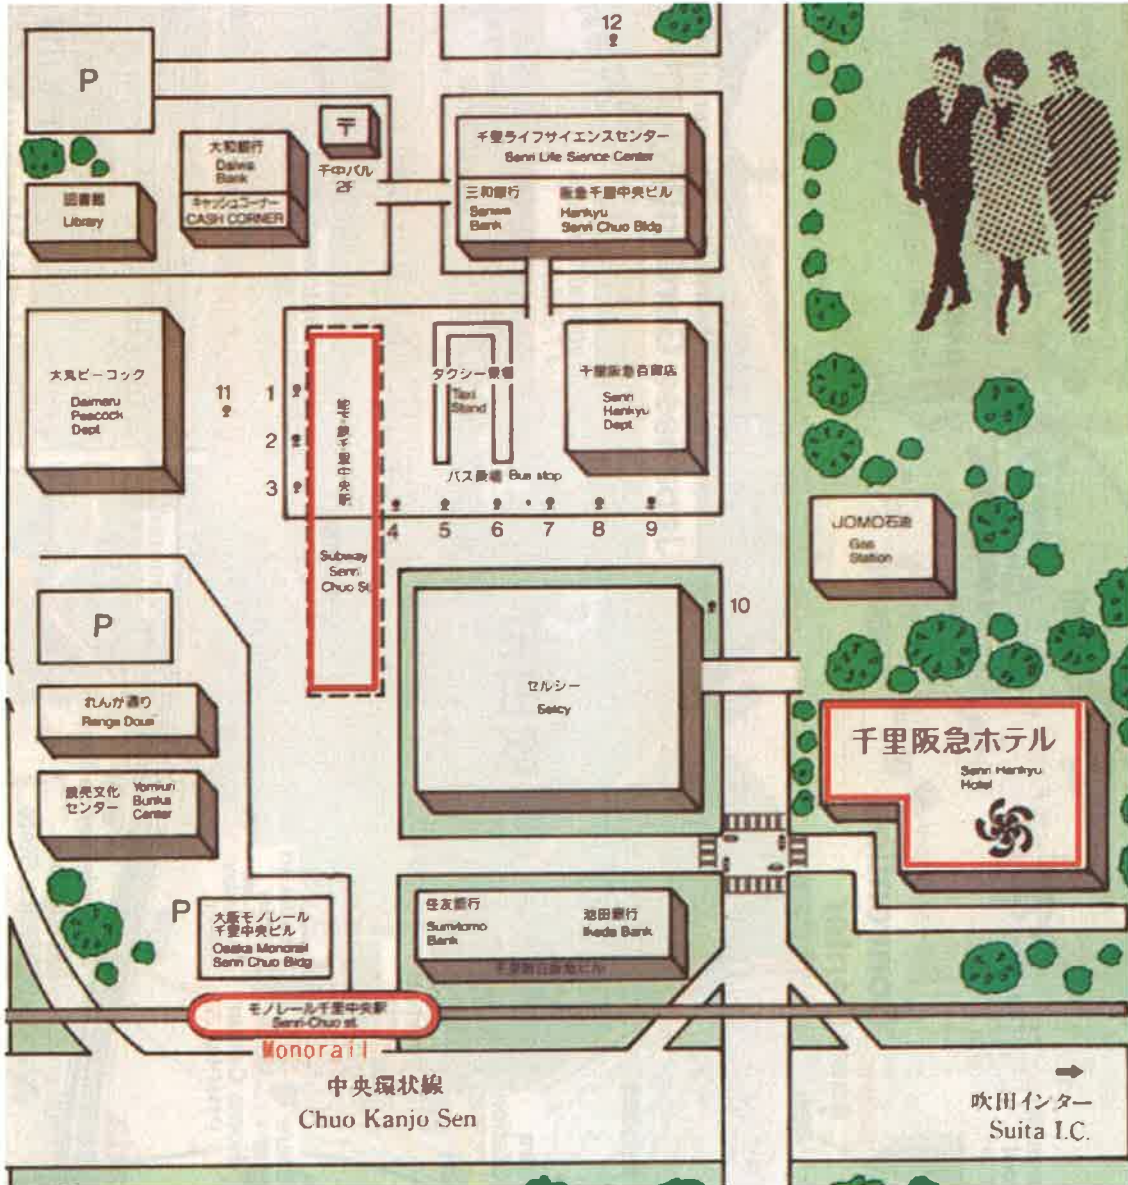 12
P
〒
千中パル
2F
大和銀行
Daiwa
Bank
キャッシュコーナー
CASH CORNER
図書館
Library
千里ライフサイエンスセンター
Senri Life Sience Center
三和銀行
Sanwa
Bank
阪急千里中央ビル
Hankyu
Senri Chuo Bldg
大丸ピーコック
Daimaru
Peacock
Dept.
11
1
2
3
地下鉄千里中央駅
Subway
Senri
Chuo St.
タクシー乗場
Taxi
Stand
千里阪急百貨店
Senri
Hankyu
Dept.
バス乗場 Bus stop
4
5
6
7
8
9
JOMO石油
Gas
Station
10
P
セルシー
Selcy
れんが通り
Renga Douri
読売文化
センター
Yomiuri
Bunka
Center
千里阪急ホテル
Senri Hankyu
Hotel
P
大阪モノレール
千里中央ビル
Osaka Monorail
Senri Chuo Bldg
住友銀行
Sumitomo
Bank
池田銀行
Ikeda Bank
モノレール千里中央駅
Senri-Chuo st.
Monorail
中央環状線
Chuo Kanjo Sen
吹田インター
Suita I.C.